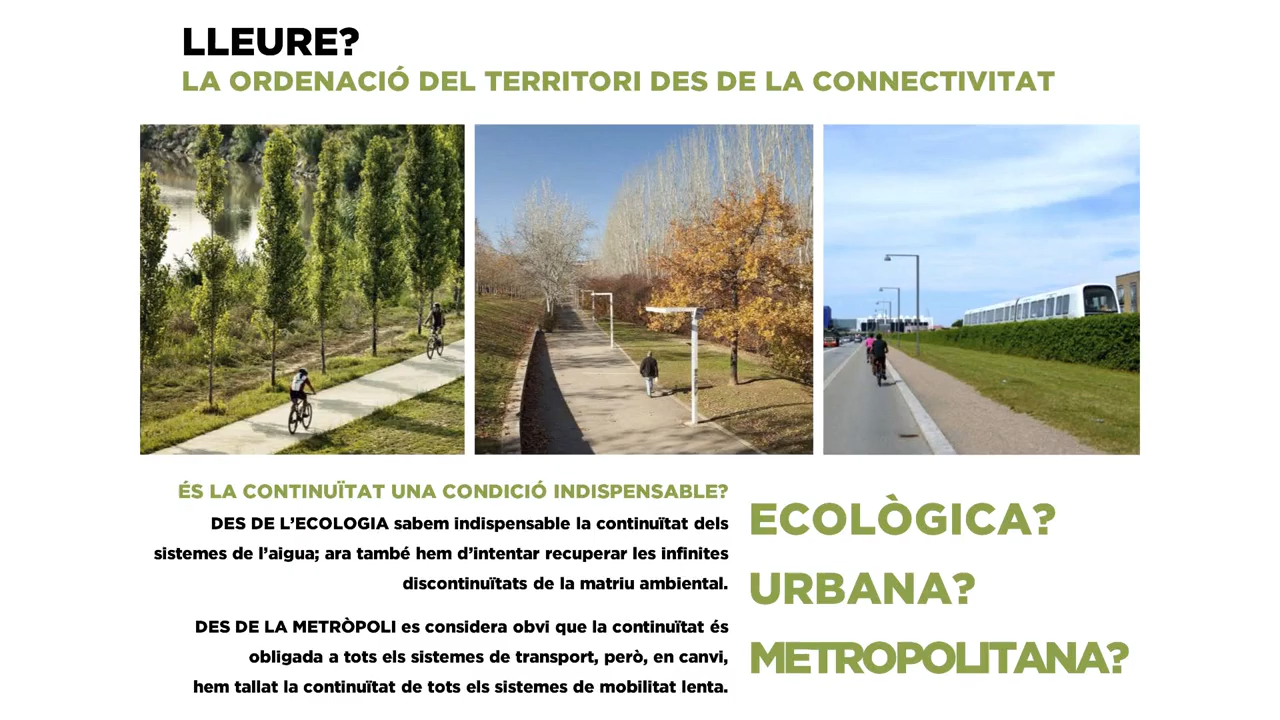 LLEURE?
LA ORDENACIÓ DEL TERRITORI DES DE LA CONNECTIVITAT
ÉS LA CONTINUÏTAT UNA CONDICIÓ INDISPENSABLE?
DES DE L’ECOLOGIA sabem indispensable la continuïtat dels
sistemes de l’aigua; ara també hem d’intentar recuperar les infinites
discontinuïtats de la matriu ambiental.
DES DE LA METRÒPOLI es considera obvi que la continuïtat és
obligada a tots els sistemes de transport, però, en canvi,
hem tallat la continuïtat de tots els sistemes de mobilitat lenta.
ECOLÒGICA?
URBANA?
METROPOLITANA?